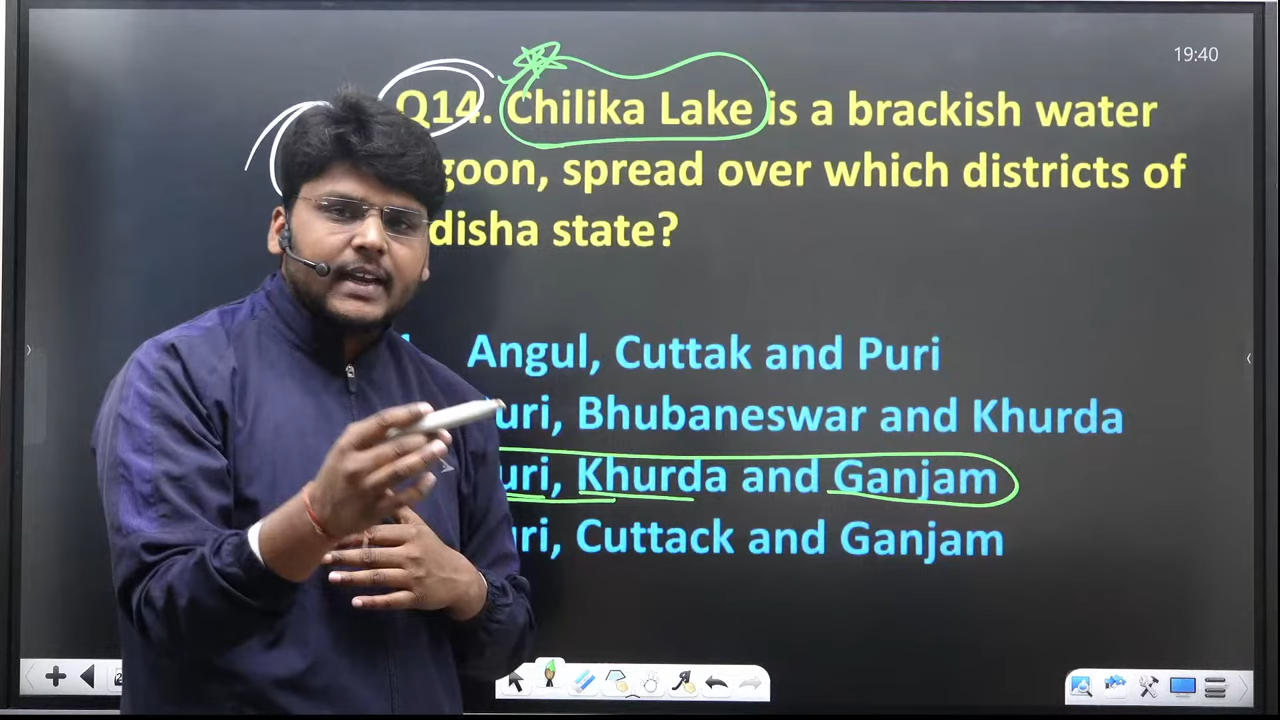 19:40
Q14. Chilika Lake is a brackish water
goon, spread over which districts of
disha state?
Angul, Cuttak and Puri
uri, Bhubaneswar and Khurda
uri, Khurda and Ganjam
uri, Cuttack and Ganjam